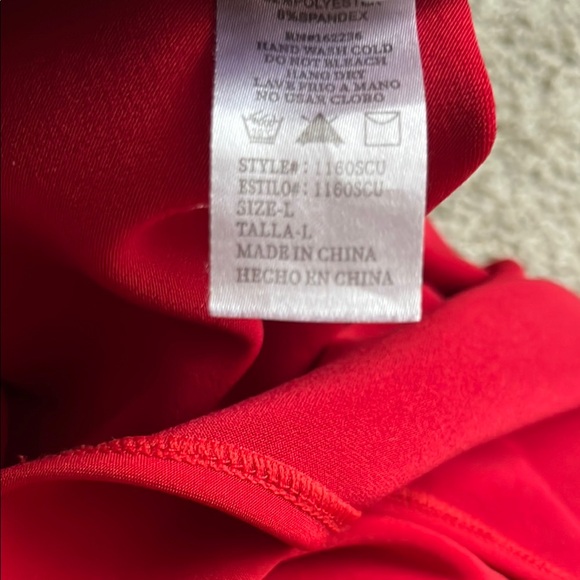 POLYESTER
8%SPANDEX
RN#162236
HAND WASH COLD
DO NOT BLEACH
HANG DRY
LAVE FRIO A MANO
NO USAR CLORO
STYLE#: 1160SCU
ESTILO#: 1160SCU
SIZE-L
TALLA-L
MADE IN CHINA
HECHO EN CHINA